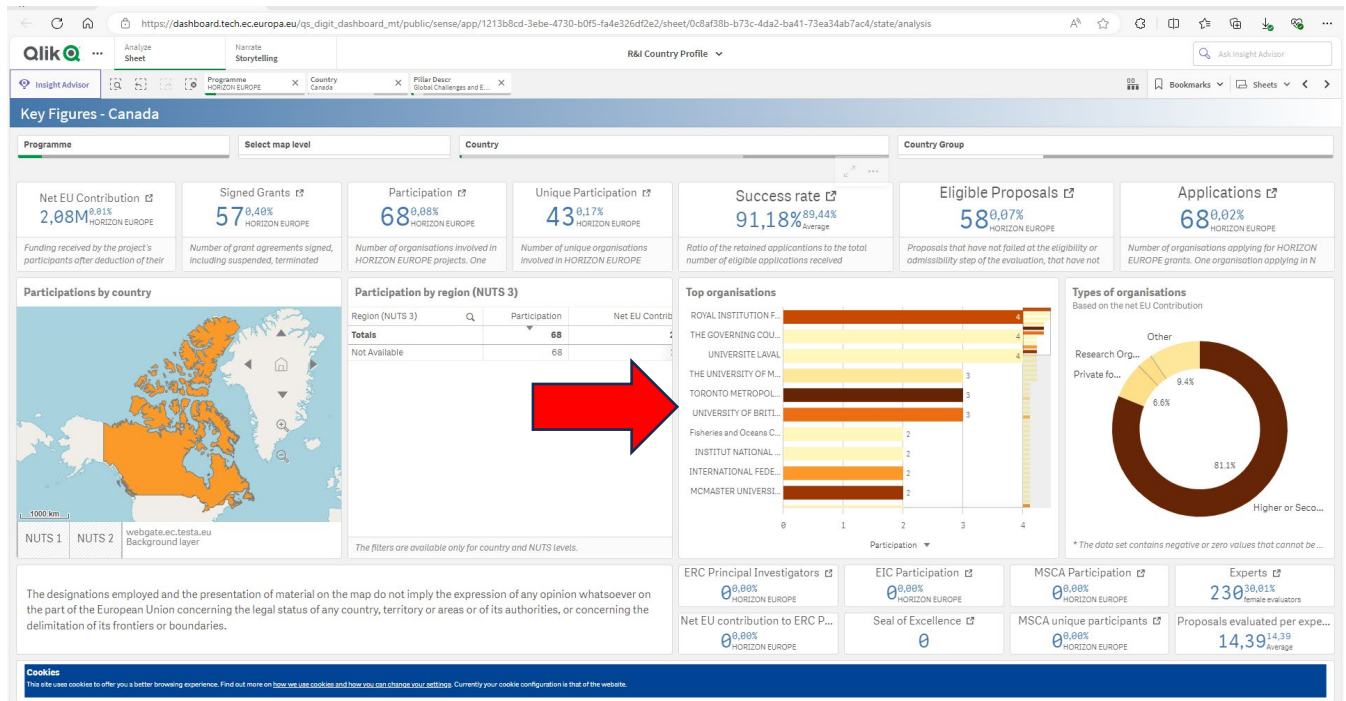 https://dashboard.tech.ec.europa.eu/qs_digit_dashboard_mt/public/sense/app/1213b8cd-3ebe-4730-b0f5-fa4e326df2e2/sheet/0c8af38b-b73c-4da2-ba41-73ea34ab7ac4/state/analysis
Qlik ... Analyze Sheet Narrate Storytelling R&I Country Profile Ask Insight Advisor
Insight Advisor Programme HORIZON EUROPE Country Canada Pillar Descr Global Challenges and E... Bookmarks Sheets
Key Figures - Canada
Programme Select map level Country Country Group
Net EU Contribution
2,08M 0,01% HORIZON EUROPE
Funding received by the project's
participants after deduction of their
Signed Grants
57 0,40% HORIZON EUROPE
Number of grant agreements signed,
including suspended, terminated
Participation
68 0,08% HORIZON EUROPE
Number of organisations involved in
HORIZON EUROPE projects. One
Unique Participation
43 0,17% HORIZON EUROPE
Number of unique organisations
involved in HORIZON EUROPE
Success rate
91,18% 89,44% Average
Ratio of the retained applicantions to the total
number of eligible applications received
Eligible Proposals
58 0,07% HORIZON EUROPE
Proposals that have not failed at the eligibility or
admissibility step of the evaluation, that have not
Applications
68 0,02% HORIZON EUROPE
Number of organisations applying for HORIZON
EUROPE grants. One organisation applying in N
Participations by country
1000 km
NUTS 1 NUTS 2
webgate.ec.testa.eu
Background layer
Participation by region (NUTS 3)
Region (NUTS 3) Participation Net EU Contrib
Totals 68 2
Not Available 68
The filters are available only for country and NUTS levels.
Top organisations
ROYAL INSTITUTION F... 4
THE GOVERNING COU... 4
UNIVERSITE LAVAL 4
THE UNIVERSITY OF M... 3
TORONTO METROPOL... 3
UNIVERSITY OF BRITI... 3
Fisheries and Oceans C... 2
INSTITUT NATIONAL ... 2
INTERNATIONAL FEDE... 2
MCMASTER UNIVERSI... 2
0 1 2 3 4
Participation
Types of organisations
Based on the net EU Contribution
Other
Research Org...
Private fo...
9.4%
6.6%
81.1%
Higher or Seco...
* The data set contains negative or zero values that cannot be ...
The designations employed and the presentation of material on the map do not imply the expression of any opinion whatsoever on
the part of the European Union concerning the legal status of any country, territory or areas or of its authorities, or concerning the
delimitation of its frontiers or boundaries.
ERC Principal Investigators
0 0,00% HORIZON EUROPE
EIC Participation
0 0,00% HORIZON EUROPE
MSCA Participation
0 0,00% HORIZON EUROPE
Experts
230 30,01% female evaluators
Net EU contribution to ERC P...
0 0,00% HORIZON EUROPE
Seal of Excellence
0
MSCA unique participants
0 0,00% HORIZON EUROPE
Proposals evaluated per expe...
14,39 14,39 Average
Cookies
This site uses cookies to offer you a better browsing experience. Find out more on how we use cookies and how you can change your settings. Currently your cookie configuration is that of the website.